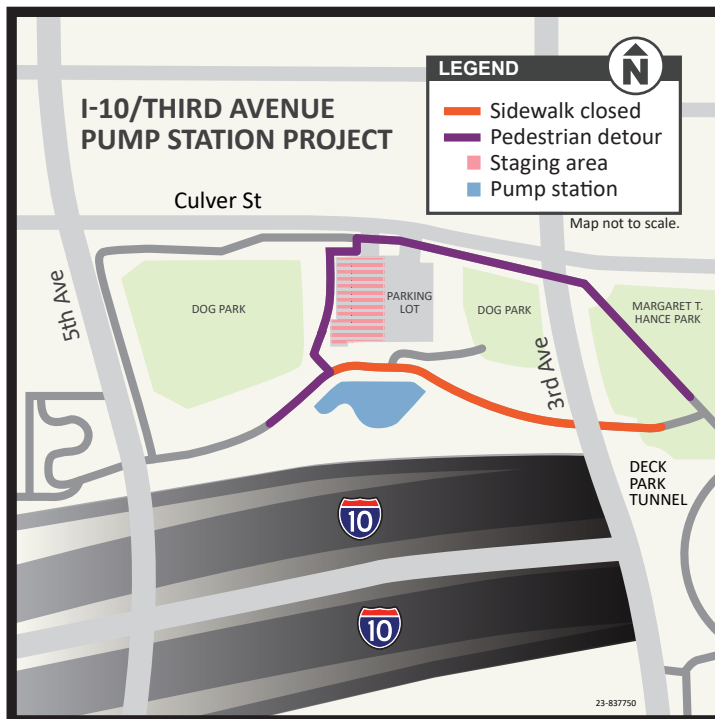 I-10/THIRD AVENUE
PUMP STATION PROJECT
LEGEND
N
Sidewalk closed
Pedestrian detour
Staging area
Pump station
Map not to scale.
Culver St
5th Ave
3rd Ave
DOG PARK
PARKING
LOT
DOG PARK
MARGARET T.
HANCE PARK
DECK
PARK
TUNNEL
10
10
23-837750